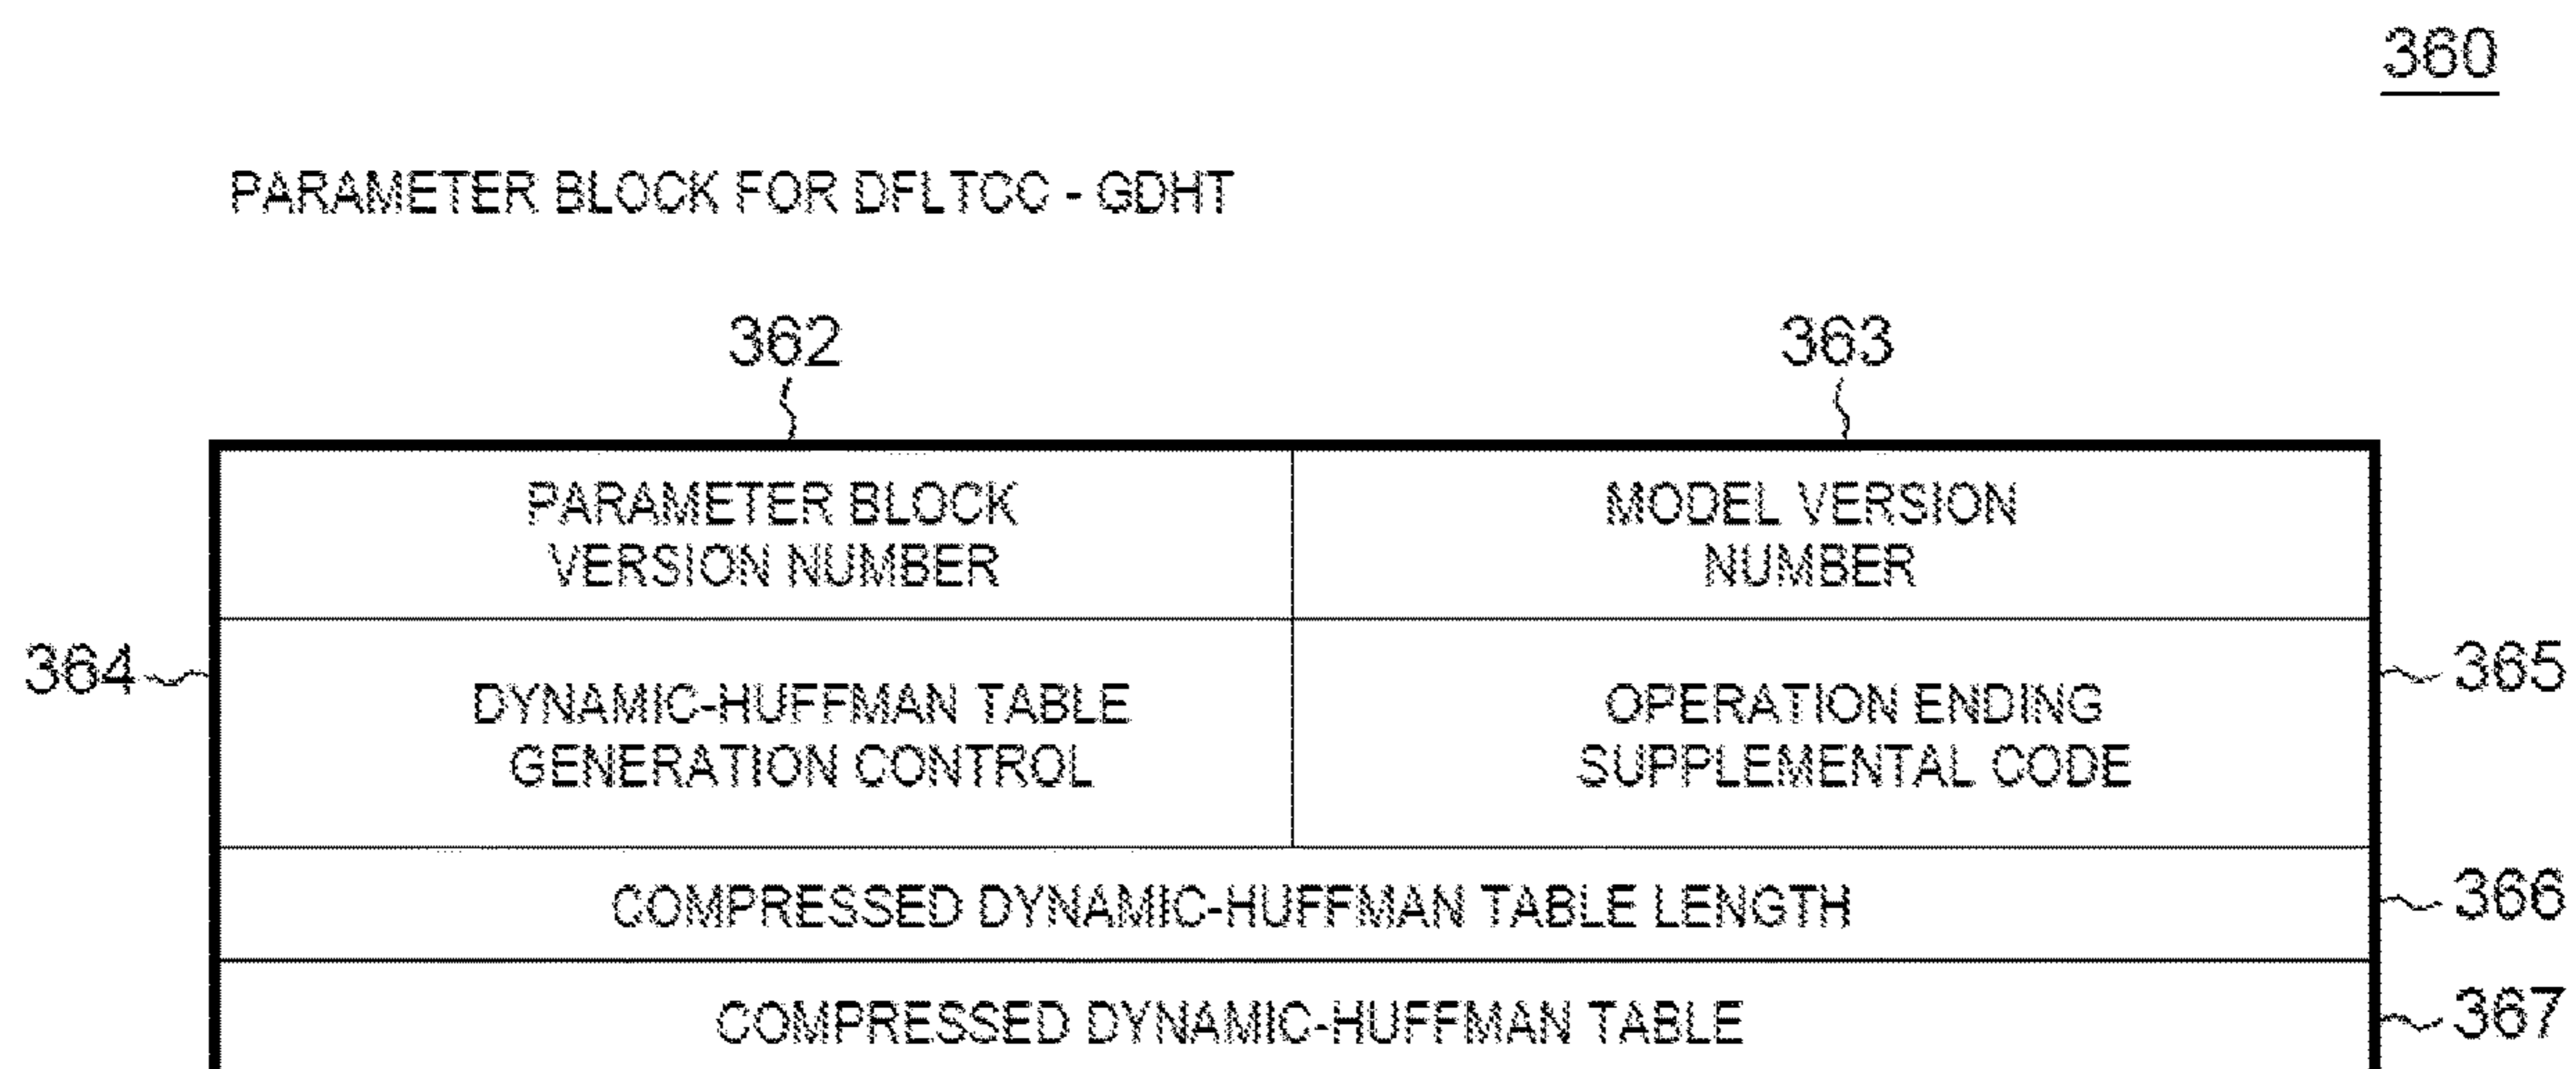 360
PARAMETER BLOCK FOR DFLTCC - GDHT
362
363
PARAMETER BLOCK
VERSION NUMBER
MODEL VERSION
NUMBER
364
DYNAMIC-HUFFMAN TABLE
GENERATION CONTROL
OPERATION ENDING
SUPPLEMENTAL CODE
365
COMPRESSED DYNAMIC-HUFFMAN TABLE LENGTH
366
COMPRESSED DYNAMIC-HUFFMAN TABLE
367